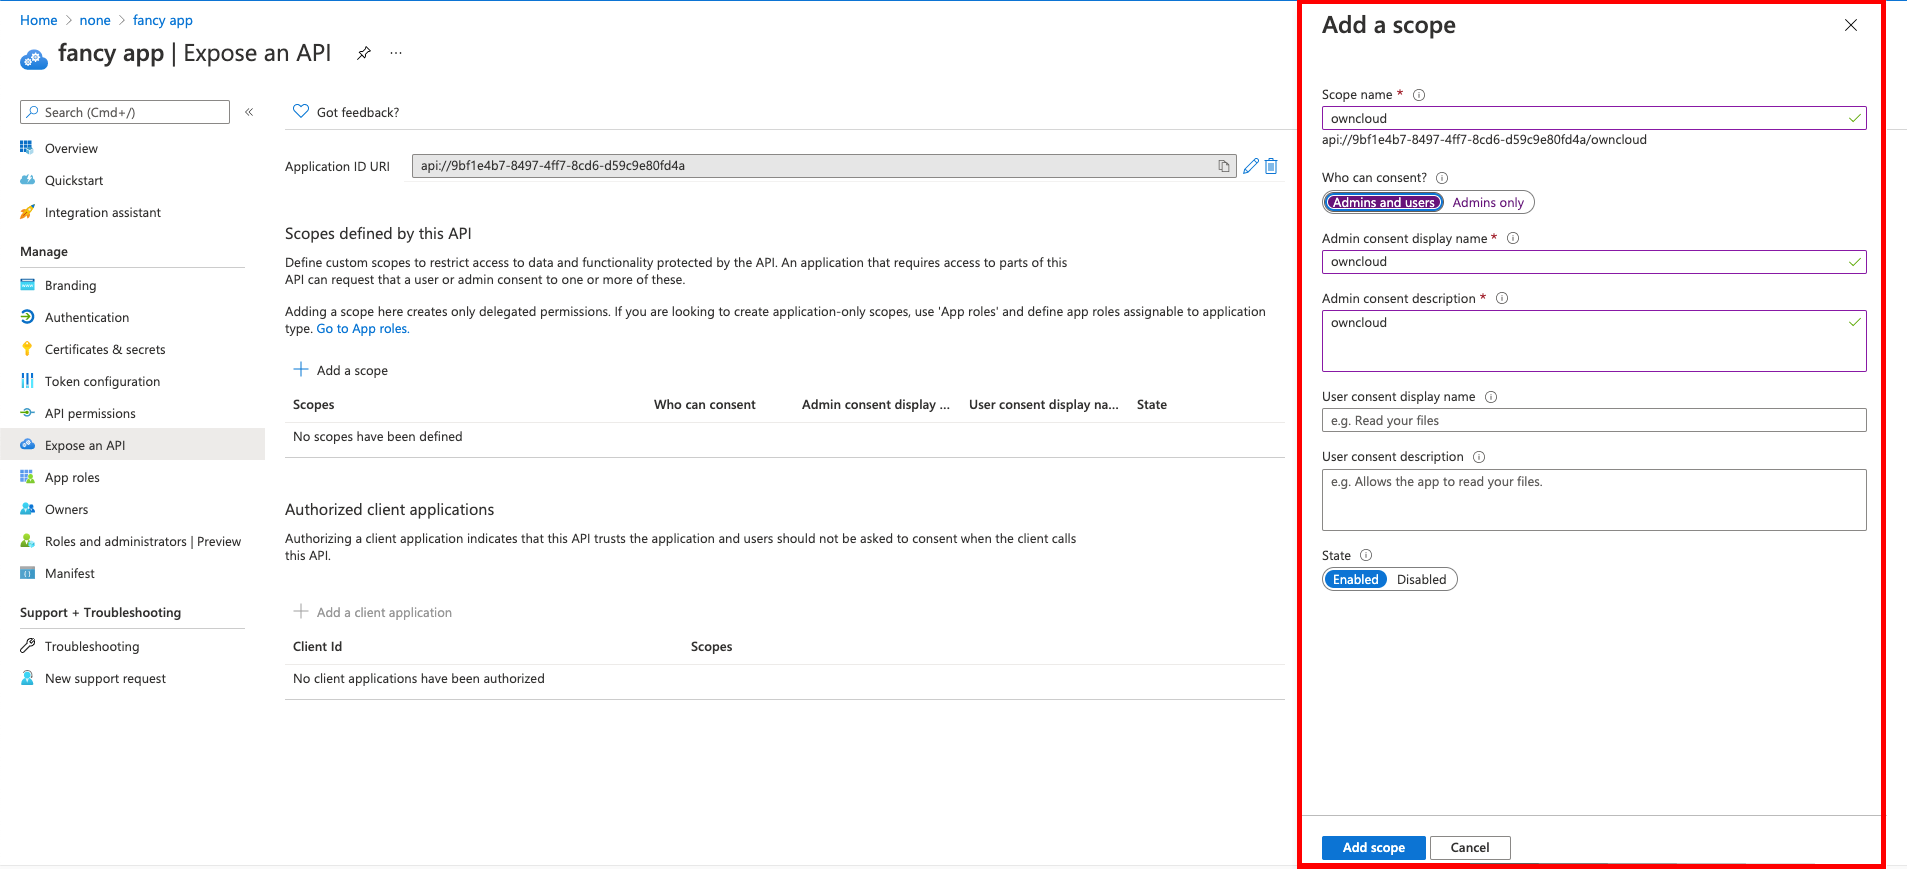 Home > none > fancy app
fancy app | Expose an API
Search (Cmd+/)
Overview
Quickstart
Integration assistant
Manage
Branding
Authentication
Certificates & secrets
Token configuration
API permissions
Expose an API
App roles
Owners
Roles and administrators | Preview
Manifest
Support + Troubleshooting
Troubleshooting
New support request
Got feedback?
Application ID URI api://9bf1e4b7-8497-4ff7-8cd6-d59c9e80fd4a
Scopes defined by this API
Define custom scopes to restrict access to data and functionality protected by the API. An application that requires access to parts of this
API can request that a user or admin consent to one or more of these.
Adding a scope here creates only delegated permissions. If you are looking to create application-only scopes, use 'App roles' and define app roles assignable to application
type. Go to App roles.
Add a scope
Scopes Who can consent Admin consent display ... User consent display na... State
No scopes have been defined
Authorized client applications
Authorizing a client application indicates that this API trusts the application and users should not be asked to consent when the client calls
this API.
Add a client application
Client Id Scopes
No client applications have been authorized
Add a scope
Scope name *
owncloud
api://9bf1e4b7-8497-4ff7-8cd6-d59c9e80fd4a/owncloud
Who can consent?
Admins and users Admins only
Admin consent display name *
owncloud
Admin consent description *
owncloud
User consent display name
e.g. Read your files
User consent description
e.g. Allows the app to read your files.
State
Enabled Disabled
Add scope Cancel